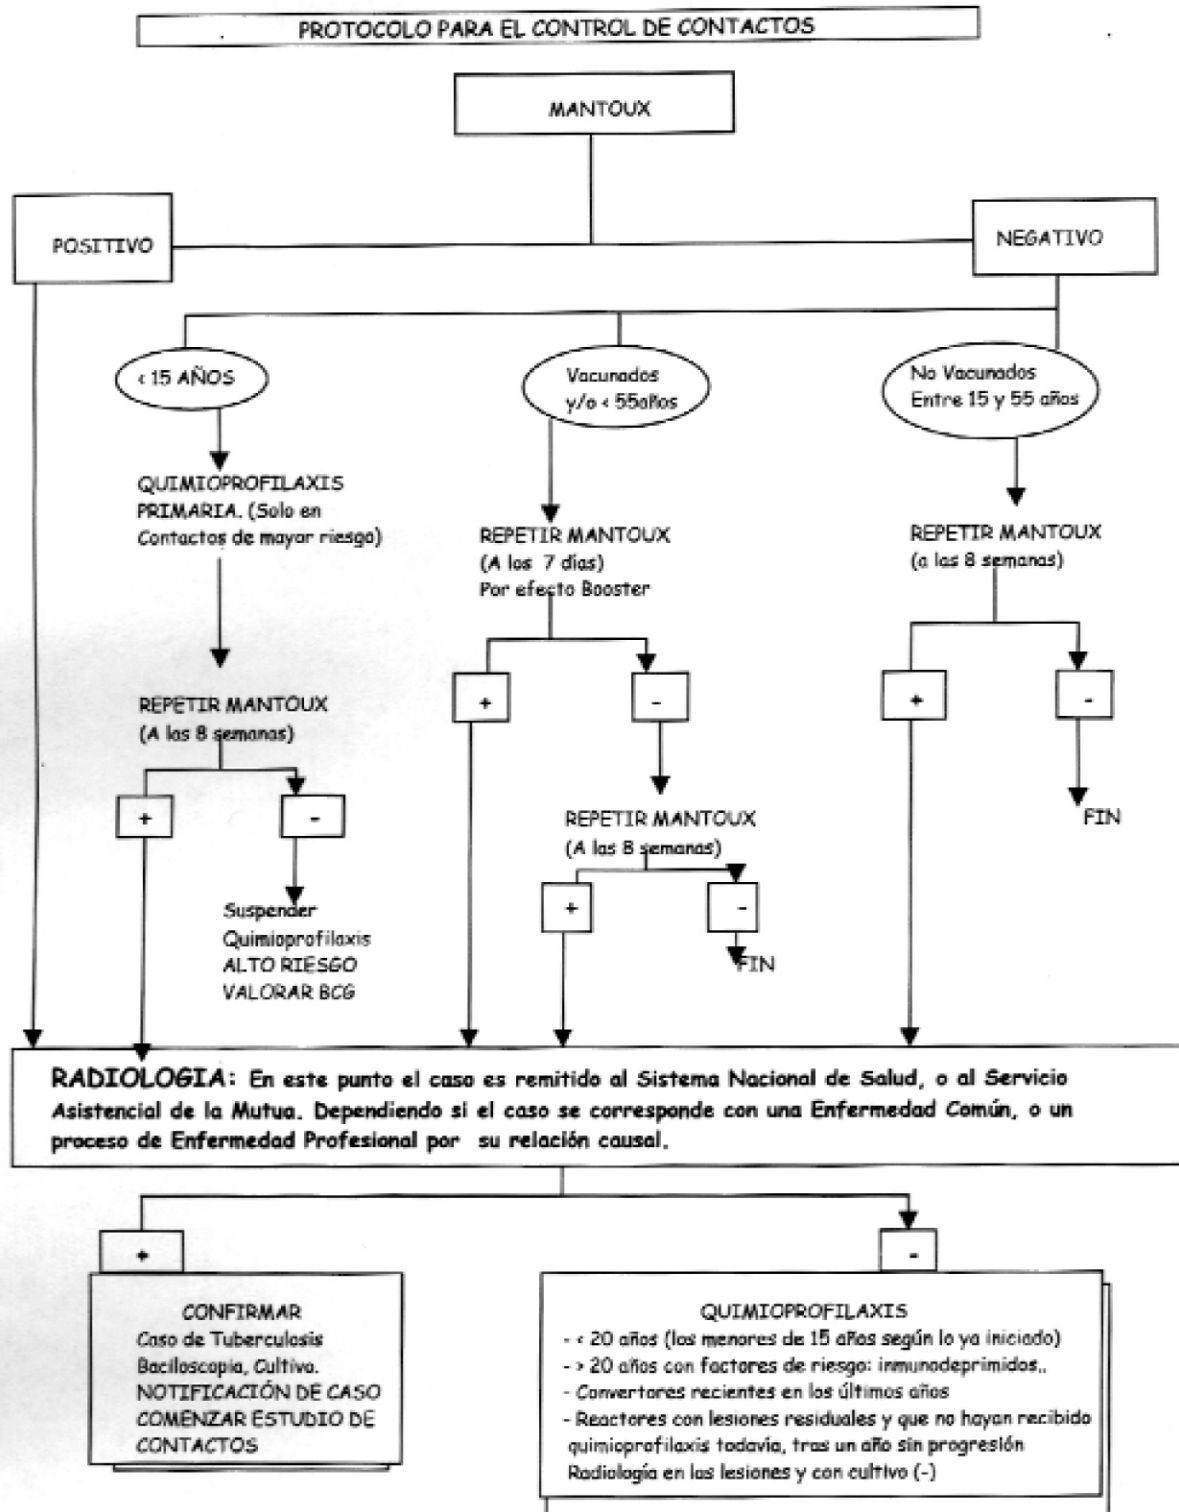 PROTOCOLO PARA EL CONTROL DE CONTACTOS
MANTOUX
POSITIVO
NEGATIVO
< 15 AÑOS
Vacunados
y/o < 55años
No Vacunados
Entre 15 y 55 años
QUIMIOPROFILAXIS
PRIMARIA. (Solo en
Contactos de mayor riesgo)
REPETIR MANTOUX
(A los 7 días)
Por efecto Booster
REPETIR MANTOUX
(a las 8 semanas)
+
-
+
-
REPETIR MANTOUX
(A las 8 semanas)
+
-
REPETIR MANTOUX
(A las 8 semanas)
FIN
+
-
Suspender
Quimioprofilaxis
ALTO RIESGO
VALORAR BCG
FIN
RADIOLOGIA: En este punto el caso es remitido al Sistema Nacional de Salud, o al Servicio
Asistencial de la Mutua. Dependiendo si el caso se corresponde con una Enfermedad Común, o un
proceso de Enfermedad Profesional por su relación causal.
+
-
CONFIRMAR
Caso de Tuberculosis
Baciloscopia, Cultivo.
NOTIFICACIÓN DE CASO
COMENZAR ESTUDIO DE
CONTACTOS
QUIMIOPROFILAXIS
- < 20 años (los menores de 15 años según lo ya iniciado)
- > 20 años con factores de riesgo: inmunodeprimidos..
- Convertores recientes en los últimos años
- Reactores con lesiones residuales y que no hayan recibido
quimioprofilaxis todavía, tras un año sin progresión
Radiología en las lesiones y con cultivo (-)